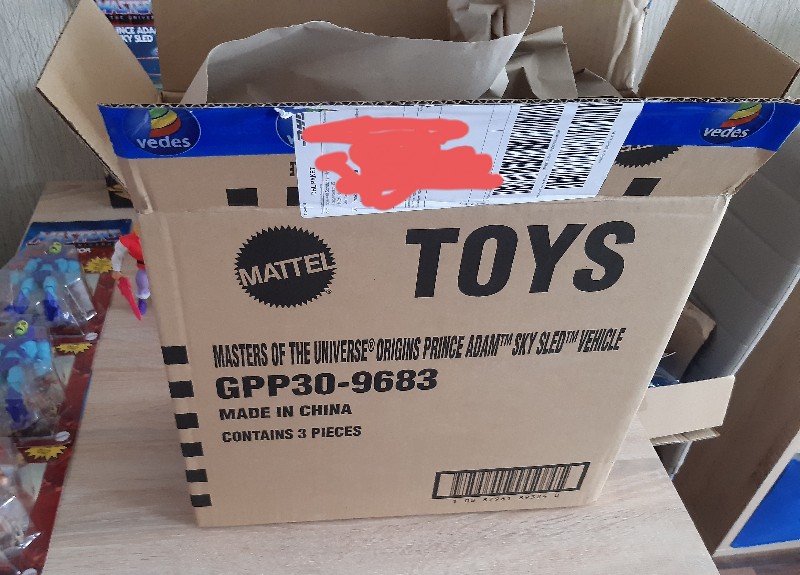 MASTERS
vedes
vedes
MATTEL
TOYS
MASTERS OF THE UNIVERSE® ORIGINS PRINCE ADAM™ SKY SLED™ VEHICLE
GPP30-9683
MADE IN CHINA
CONTAINS 3 PIECES